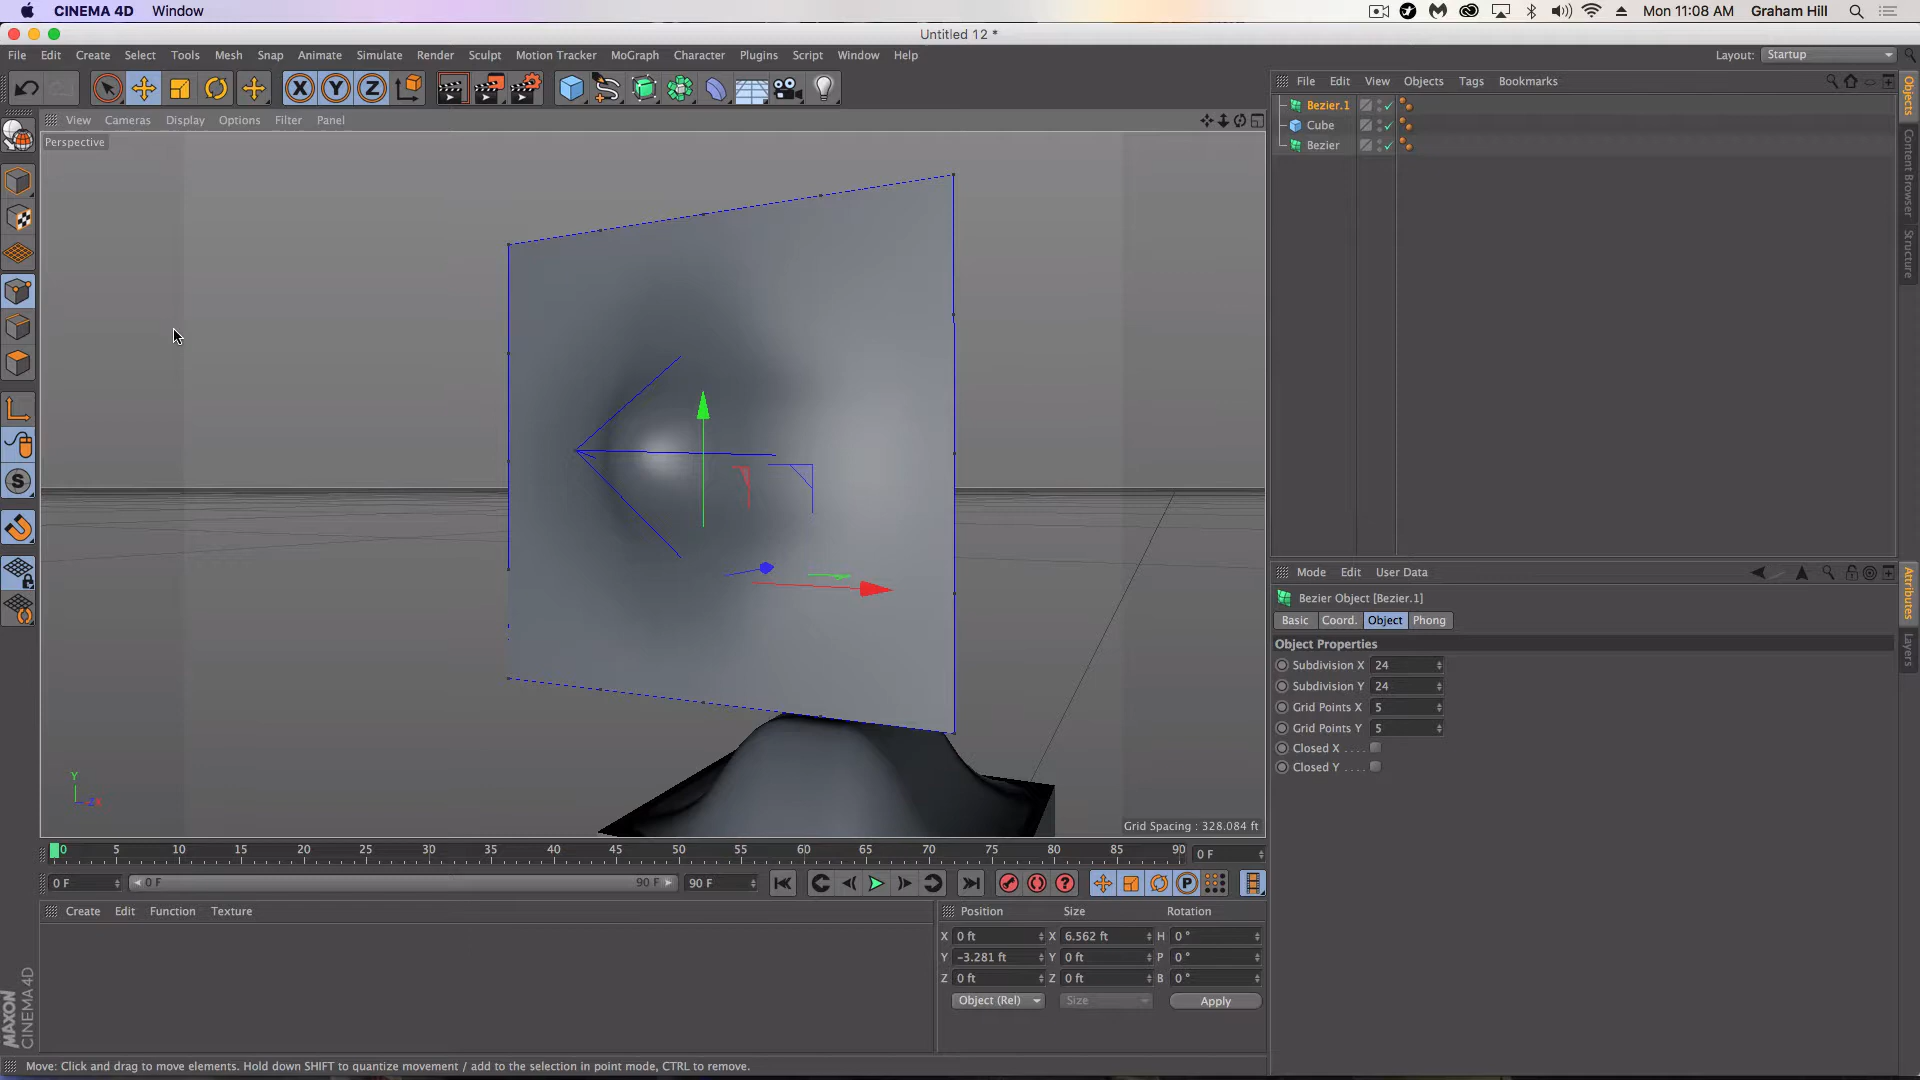 CINEMA 4D Window
Mon 11:08 AM Graham Hill
Untitled 12 *
File Edit Create Select Tools Mesh Snap Animate Simulate Render Sculpt Motion Tracker MoGraph Character Plugins Script Window Help
Layout: Startup
X Y Z
File Edit View Objects Tags Bookmarks
Bezier.1
Cube
Bezier
Objects
Content Browser
Structure
View Cameras Display Options Filter Panel
Perspective
S
Y
Grid Spacing : 328.084 ft
Mode Edit User Data
Bezier Object [Bezier.1]
Basic Coord. Object Phong
Object Properties
Subdivision X 24
Subdivision Y 24
Grid Points X 5
Grid Points Y 5
Closed X . . . .
Closed Y . . . .
Attributes
Layers
0 5 10 15 20 25 30 35 40 45 50 55 60 65 70 75 80 85 90
0 F
0 F 0 F 90 F 90 F
P
Create Edit Function Texture
Position Size Rotation
X 0 ft X 6.562 ft H 0 °
Y -3.281 ft Y 0 ft P 0 °
Z 0 ft Z 0 ft B 0 °
Object (Rel) Size Apply
MAXON
CINEMA 4D
Move: Click and drag to move elements. Hold down SHIFT to quantize movement / add to the selection in point mode, CTRL to remove.